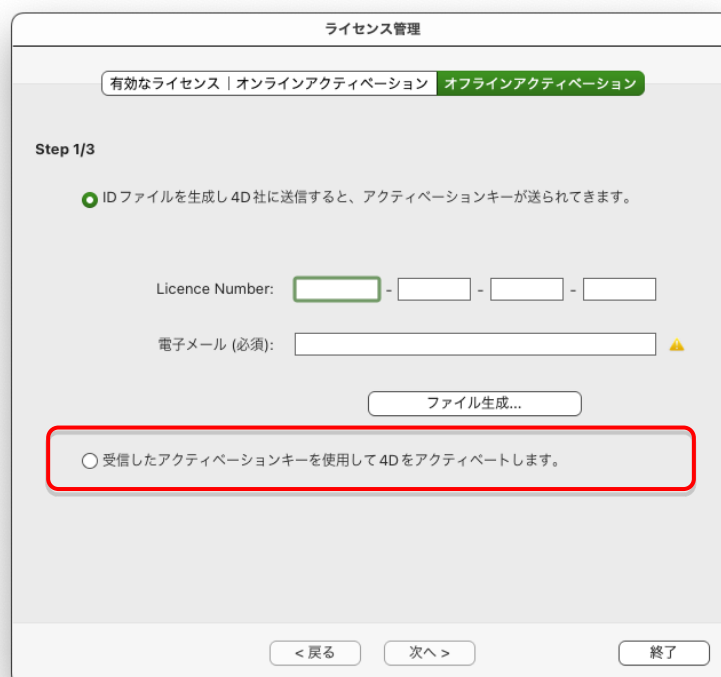 ライセンス管理
有効なライセンス｜オンラインアクティベーション オフラインアクティベーション
Step 1/3
IDファイルを生成し4D社に送信すると、アクティベーションキーが送られてきます。
Licence Number: - - -
電子メール (必須):
ファイル生成...
受信したアクティベーションキーを使用して4Dをアクティベートします。
< 戻る 次へ > 終了